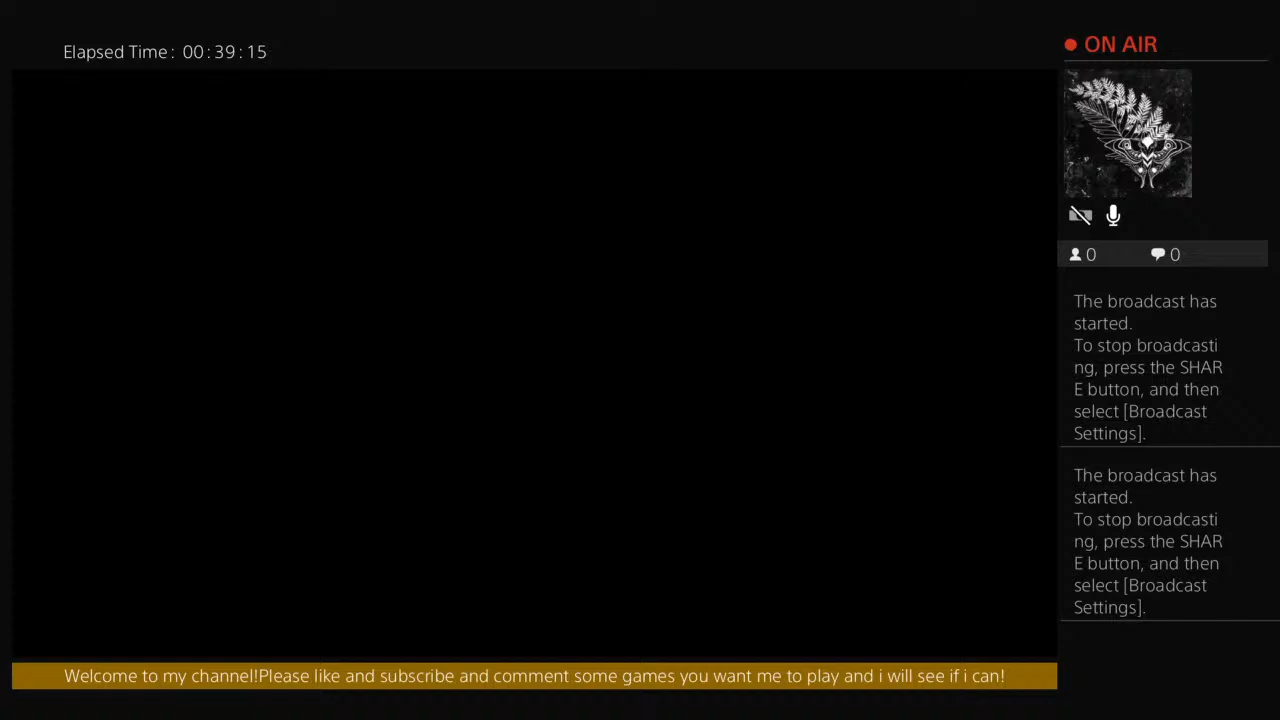 Elapsed Time: 00:39:15
ON AIR
0 0
The broadcast has
started.
To stop broadcasti
ng, press the SHAR
E button, and then
select [Broadcast
Settings].
The broadcast has
started.
To stop broadcasti
ng, press the SHAR
E button, and then
select [Broadcast
Settings].
Welcome to my channel!Please like and subscribe and comment some games you want me to play and i will see if i can!